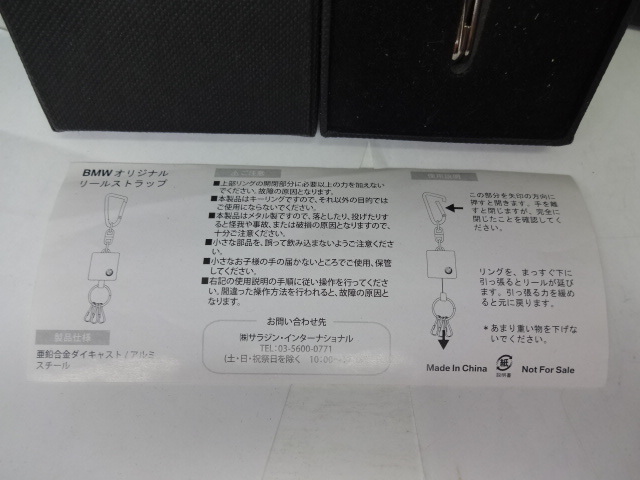 BMWオリジナル
リールストラップ
製品仕様
亜鉛合金ダイキャスト / アルミ
スチール
ご注意
■上部リングの開閉部分に必要以上の力を加えない
でください。故障の原因となります。
■本製品はキーリングですので、それ以外の目的では
ご使用にならないでください。
■本製品はメタル製ですので、落としたり、投げたりす
ると怪我や事故、または破損の原因となりますので、
十分ご注意ください。
■小さな部品を、誤って飲み込まないようご注意くださ
い。
■小さなお子様の手の届かないところでご使用、保管
してください。
■右記の使用説明の手順に従い操作を行ってくださ
い。間違った操作方法を行われると、故障の原因と
なります。
お問い合わせ先
㈱サラジン・インターナショナル
TEL:03-5600-0771
(土・日・祝祭日を除く 10:00
使用説明
この部分を矢印の方向に
押すと開きます。手を離
すと閉じますが、完全に
閉じたことを確認してく
ださい。
リングを、まっすぐ下に
引っ張るとリールが延び
ます。引っ張る力を緩め
ると元に戻ります。
*あまり重い物を下げな
いでください。
Made In China
紙
説明書
Not For Sale